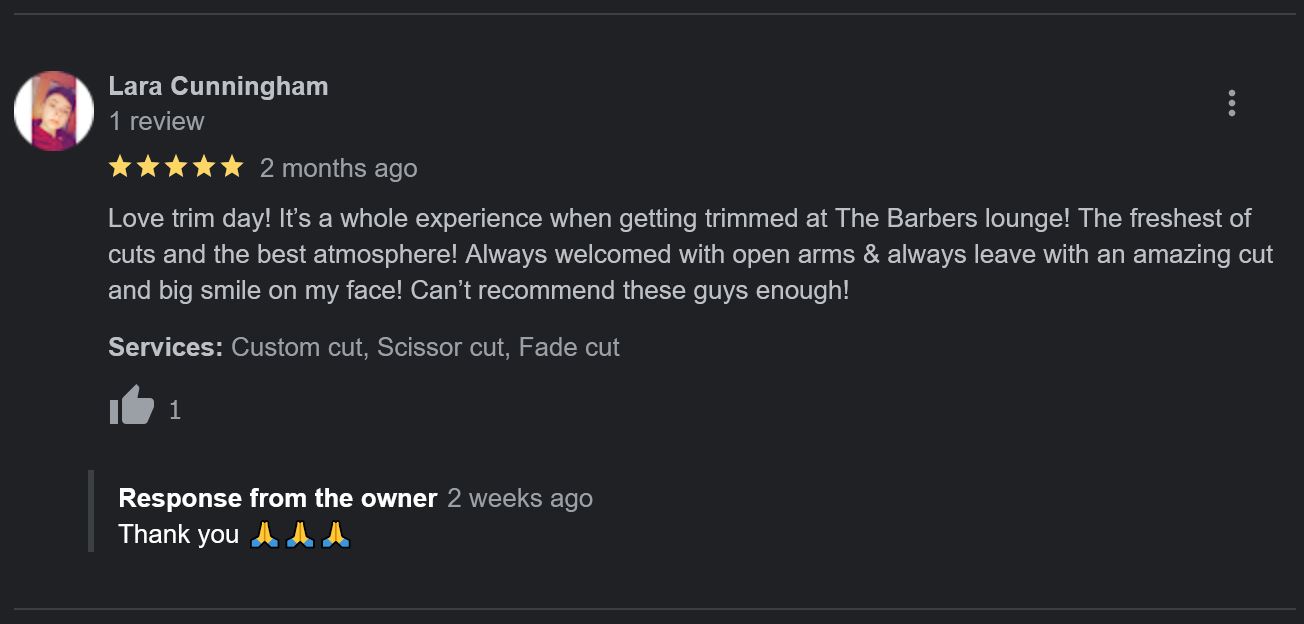 Lara Cunningham
1 review
2 months ago
Love trim day! It’s a whole experience when getting trimmed at The Barbers lounge! The freshest of
cuts and the best atmosphere! Always welcomed with open arms & always leave with an amazing cut
and big smile on my face! Can’t recommend these guys enough!
Services: Custom cut, Scissor cut, Fade cut
1
Response from the owner 2 weeks ago
Thank you 🙏🙏🙏